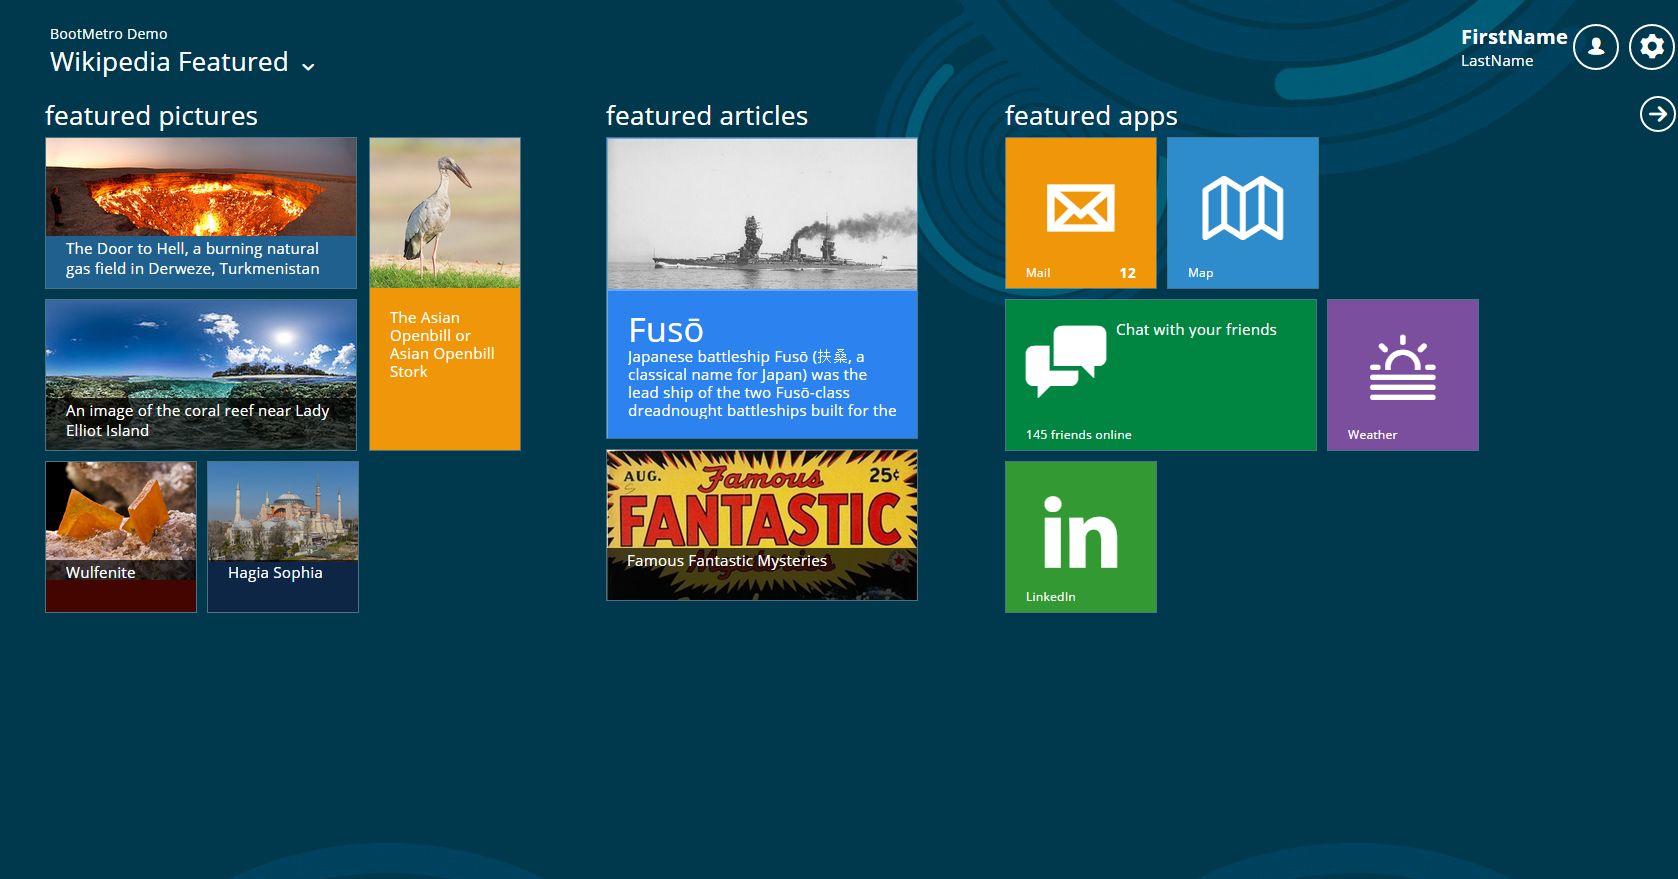 BootMetro Demo
Wikipedia Featured
FirstName
LastName
featured pictures
The Door to Hell, a burning natural
gas field in Derweze, Turkmenistan
An image of the coral reef near Lady
Elliot Island
Wulfenite
Hagia Sophia
The Asian
Openbill or
Asian Openbill
Stork
featured articles
Fusō
Japanese battleship Fusō (扶桑, a
classical name for Japan) was the
lead ship of the two Fusō-class
dreadnought battleships built for the
AUG.
Famous
25¢
FANTASTIC
Mysteries
Famous Fantastic Mysteries
featured apps
Mail
12
Map
Chat with your friends
145 friends online
Weather
in
LinkedIn